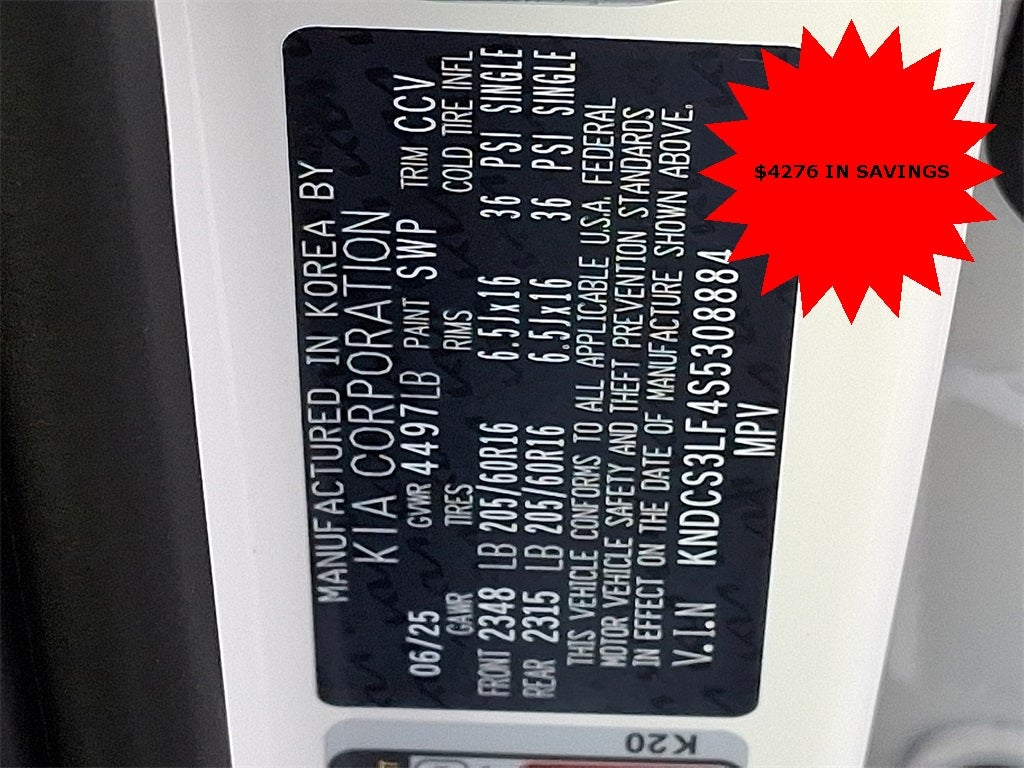 MANUFACTURED IN KOREA BY
KIA CORPORATION
06/25 GVWR 4497LB PAINT SWP TRIM CCV
GAWR TIRES RIMS COLD TIRE INFL
FRONT 2348 LB 205/60R16 6.5Jx16 36 PSI SINGLE
REAR 2315 LB 205/60R16 6.5Jx16 36 PSI SINGLE
THIS VEHICLE CONFORMS TO ALL APPLICABLE U.S.A. FEDERAL
MOTOR VEHICLE SAFETY AND THEFT PREVENTION STANDARDS
IN EFFECT ON THE DATE OF MANUFACTURE SHOWN ABOVE.
V.I.N KNDCS3LF4S5308884
MPV
$4276 IN SAVINGS
K20